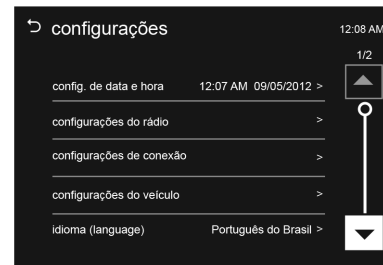 configurações 12:08 AM
1/2
config. de data e hora 12:07 AM 09/05/2012 >
configurações do rádio >
configurações de conexão >
configurações do veículo >
idioma (language) Português do Brasil >